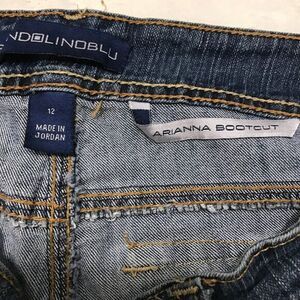 NDOLINOBLU
12
MADE IN
JORDAN
ARIANNA BOOTCUT